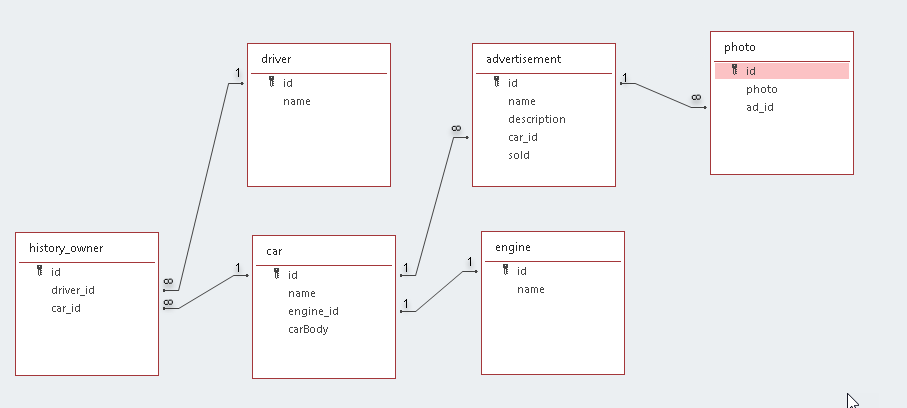 driver
id
name
advertisement
id
name
description
car_id
sold
photo
id
photo
ad_id
history_owner
id
driver_id
car_id
car
id
name
engine_id
carBody
engine
id
name
1
∞
1
∞
1
∞
1
∞
1
1